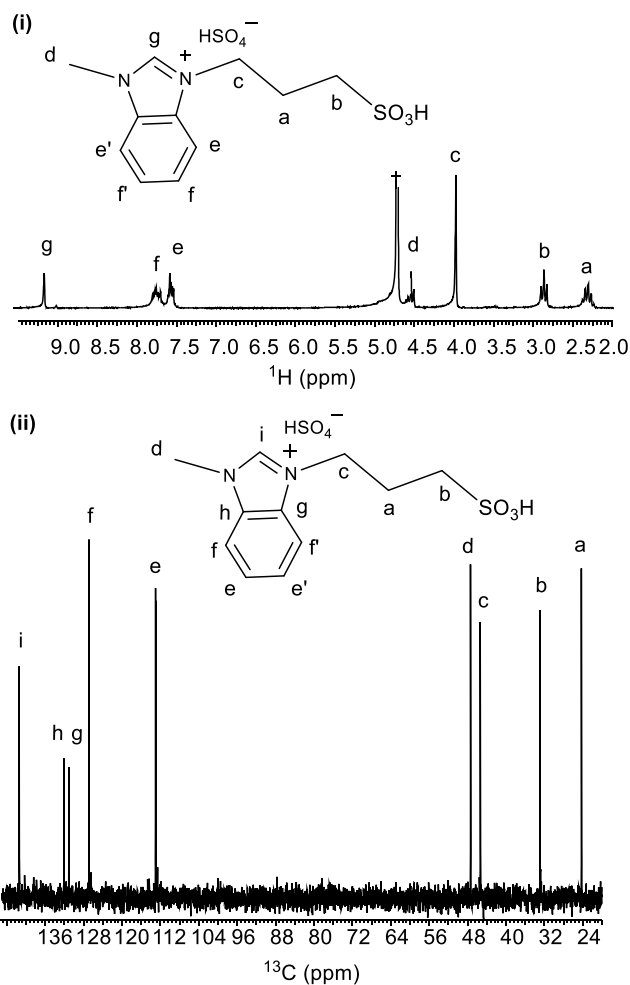 (i)
HSO4−
g
d
+
N
N
c
b
a
SO3H
e'
e
f'
f
c
g
f
e
d
b
a
9.0 8.5 8.0 7.5 7.0 6.5 6.0 5.5 5.0 4.5 4.0 3.5 3.0 2.5 2.0
1H (ppm)
(ii)
HSO4−
i
d
+
N
N
c
b
a
SO3H
h
g
f
f'
e
e'
f
d
a
e
b
c
i
h g
136 128 120 112 104 96 88 80 72 64 56 48 40 32 24
13C (ppm)